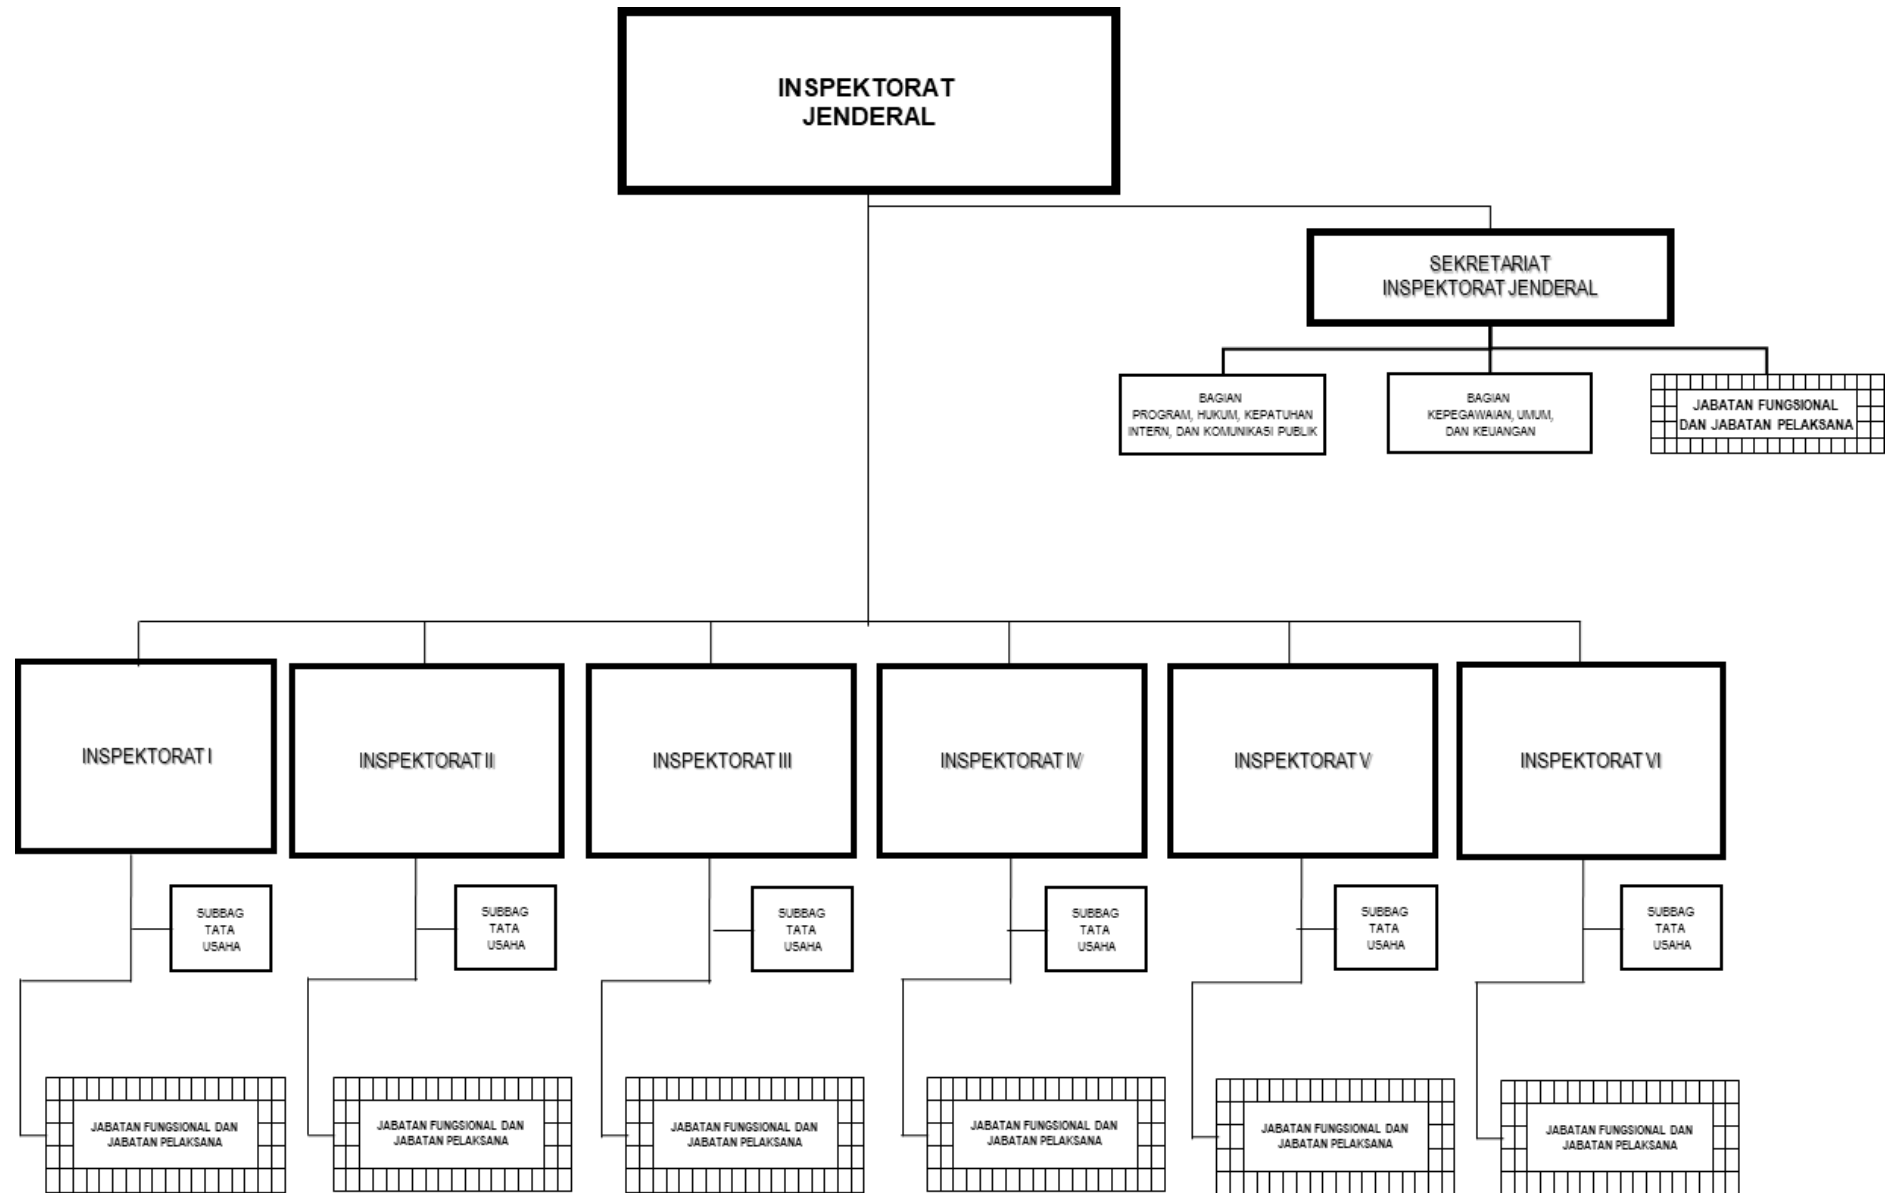 INSPEKTORAT
JENDERAL
SEKRETARIAT
INSPEKTORAT JENDERAL
BAGIAN
PROGRAM, HUKUM, KEPATUHAN
INTERN, DAN KOMUNIKASI PUBLIK
BAGIAN
KEPEGAWAIAN, UMUM,
DAN KEUANGAN
JABATAN FUNGSIONAL
DAN JABATAN PELAKSANA
INSPEKTORAT I
INSPEKTORAT II
INSPEKTORAT III
INSPEKTORAT IV
INSPEKTORAT V
INSPEKTORAT VI
SUBBAG
TATA
USAHA
SUBBAG
TATA
USAHA
SUBBAG
TATA
USAHA
SUBBAG
TATA
USAHA
SUBBAG
TATA
USAHA
SUBBAG
TATA
USAHA
JABATAN FUNGSIONAL DAN
JABATAN PELAKSANA
JABATAN FUNGSIONAL DAN
JABATAN PELAKSANA
JABATAN FUNGSIONAL DAN
JABATAN PELAKSANA
JABATAN FUNGSIONAL DAN
JABATAN PELAKSANA
JABATAN FUNGSIONAL DAN
JABATAN PELAKSANA
JABATAN FUNGSIONAL DAN
JABATAN PELAKSANA